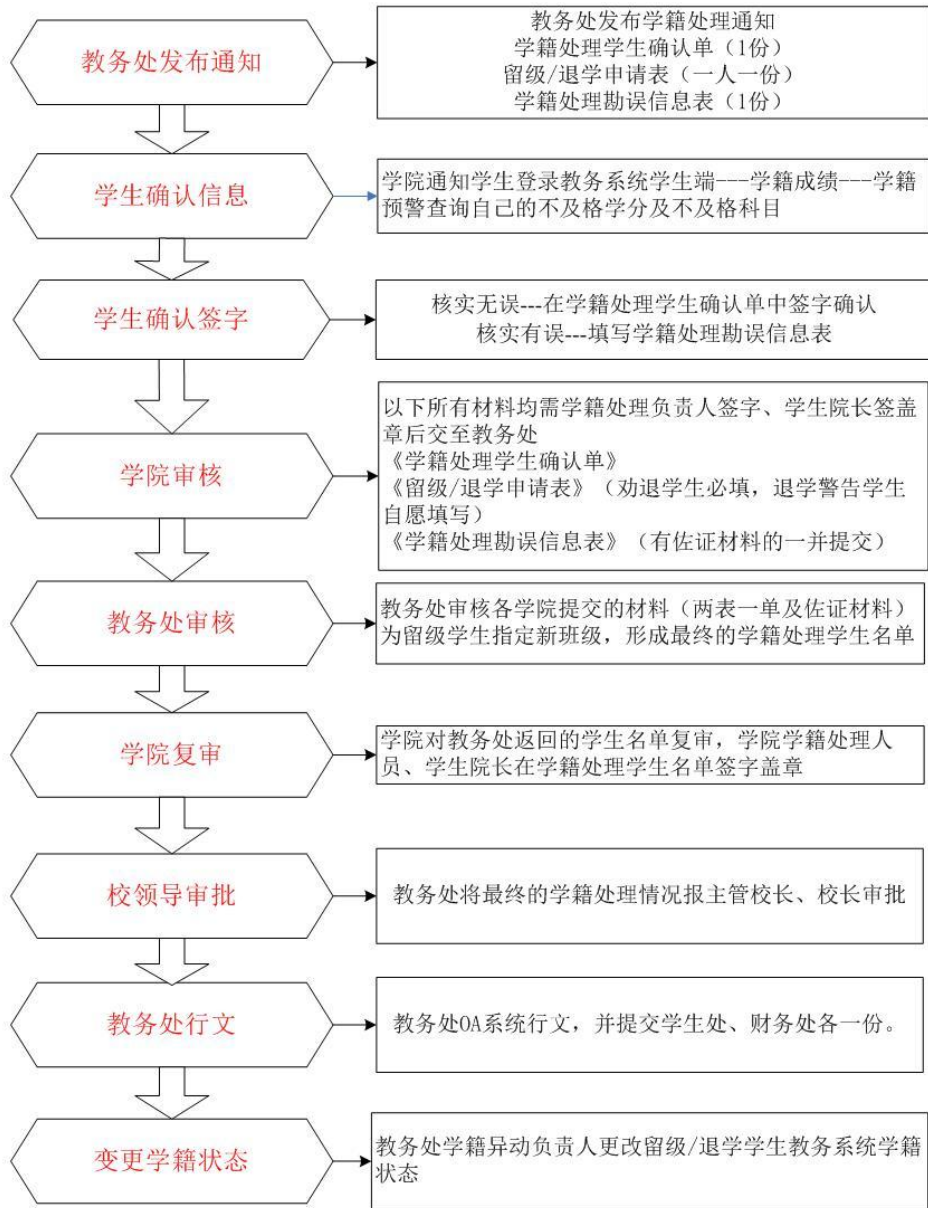 教务处发布通知
教务处发布学籍处理通知
学籍处理学生确认单（1份）
留级/退学申请表（一人一份）
学籍处理勘误信息表（1份）
学生确认信息
学院通知学生登录教务系统学生端---学籍成绩---学籍
预警查询自己的不及格学分及不及格科目
学生确认签字
核实无误---在学籍处理学生确认单中签字确认
核实有误---填写学籍处理勘误信息表
学院审核
以下所有材料均需学籍处理负责人签字、学生院长签盖
章后交至教务处
《学籍处理学生确认单》
《留级/退学申请表》（劝退学生必填，退学警告学生
自愿填写）
《学籍处理勘误信息表》（有佐证材料的一并提交）
教务处审核
教务处审核各学院提交的材料（两表一单及佐证材料）
为留级学生指定新班级，形成最终的学籍处理学生名单
学院复审
学院对教务处返回的学生名单复审，学院学籍处理人
员、学生院长在学籍处理学生名单签字盖章
校领导审批
教务处将最终的学籍处理情况报主管校长、校长审批
教务处行文
教务处OA系统行文，并提交学生处、财务处各一份。
变更学籍状态
教务处学籍异动负责人更改留级/退学学生教务系统学籍
状态